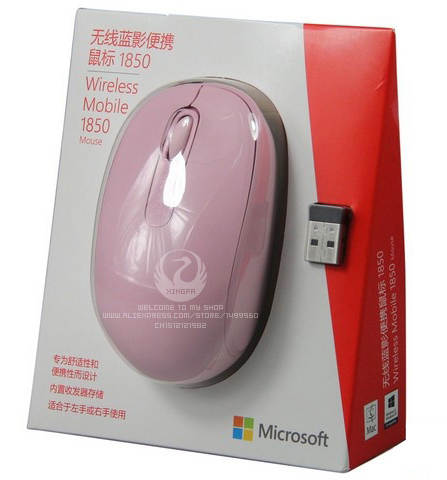 无线蓝影便携
鼠标 1850
Wireless
Mobile
1850
Mouse
XINGFA
WELCOME TO MY SHOP
WWW.ALIEXPRESS.COM/STORE/1499950
CN1512121992
专为舒适性和
便携性而设计
内置收发器存储
适合于左手或右手使用
Microsoft
无线蓝影便携鼠标 1850
Wireless Mobile 1850 Mouse
Mac